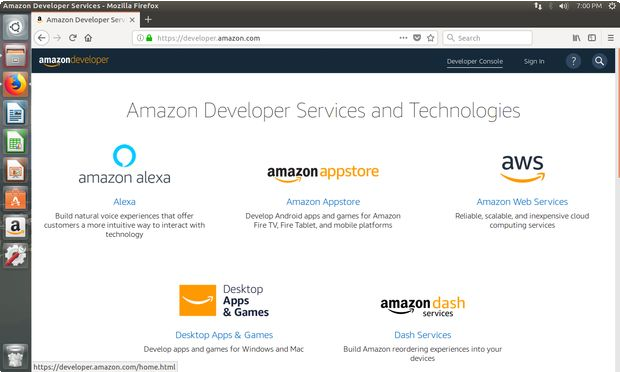 Amazon Developer Services - Mozilla Firefox
7:00 PM
Amazon Developer Serv
https://developer.amazon.com
Search
amazondeveloper
Developer Console
Sign In
?
Amazon Developer Services and Technologies
amazon alexa
amazon appstore
aws
Alexa
Amazon Appstore
Amazon Web Services
Build natural voice experiences that offer
customers a more intuitive way to interact with
technology
Develop Android apps and games for Amazon
Fire TV, Fire Tablet, and mobile platforms
Reliable, scalable, and inexpensive cloud
computing services
Desktop
Apps
& Games
amazon dash
services
Desktop Apps & Games
Dash Services
Develop apps and games for Windows and Mac
Build Amazon reordering experiences into your
devices
https://developer.amazon.com/home.html